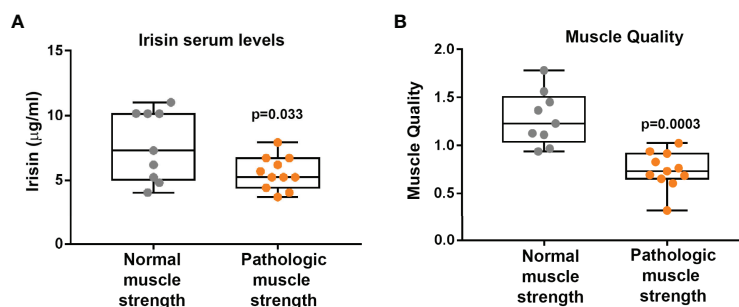 A
Irisin serum levels
Irisin (μg/ml)
15
10
5
0
p=0.033
Normal
muscle
strength
Pathologic
muscle
strength
B
Muscle Quality
Muscle Quality
2.0
1.5
1.0
0.5
0.0
p=0.0003
Normal
muscle
strength
Pathologic
muscle
strength